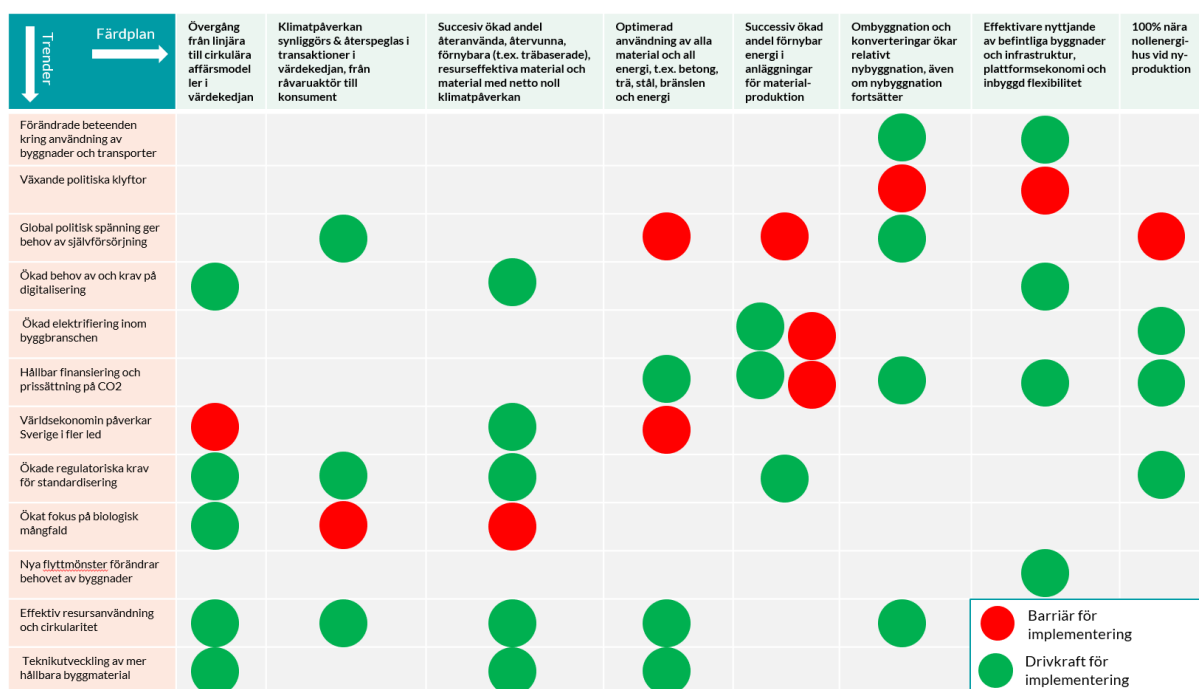 Trender
Färdplan
Övergång
från linjära
till cirkulära
affärsmodel
ler i
värdekedjan
Klimatpåverkan
synliggörs & återspeglas i
transaktioner i
värdekedjan, från
råvaruaktör till
konsument
Succesiv ökad andel
återanvända, återvunna,
förnybara (t.ex. träbaserade),
resurseffektiva material och
material med netto noll
klimatpåverkan
Optimerad
användning av alla
material och all
energi, t.ex. betong,
trä, stål, bränslen
och energi
Successiv ökad
andel förnybar
energi i
anläggningar
för material-
produktion
Ombyggnation och
konverteringar ökar
relativt
nybyggnation, även
om nybyggnation
fortsätter
Effektivare nyttjande
av befintliga byggnader
och infrastruktur,
plattformsekonomi och
inbyggd flexibilitet
100% nära
nollenergi-
hus vid ny-
produktion
Förändrade beteenden
kring användning av
byggnader och transporter
Växande politiska klyftor
Global politisk spänning ger
behov av självförsörjning
Ökad behov av och krav på
digitalisering
Ökad elektrifiering inom
byggbranschen
Hållbar finansiering och
prissättning på CO2
Världsekonomin påverkar
Sverige i fler led
Ökade regulatoriska krav
för standardisering
Ökat fokus på biologisk
mångfald
Nya flyttmönster förändrar
behovet av byggnader
Effektiv resursanvändning
och cirkularitet
Teknikutveckling av mer
hållbara byggmaterial
Barriär för
implementering
Drivkraft för
implementering